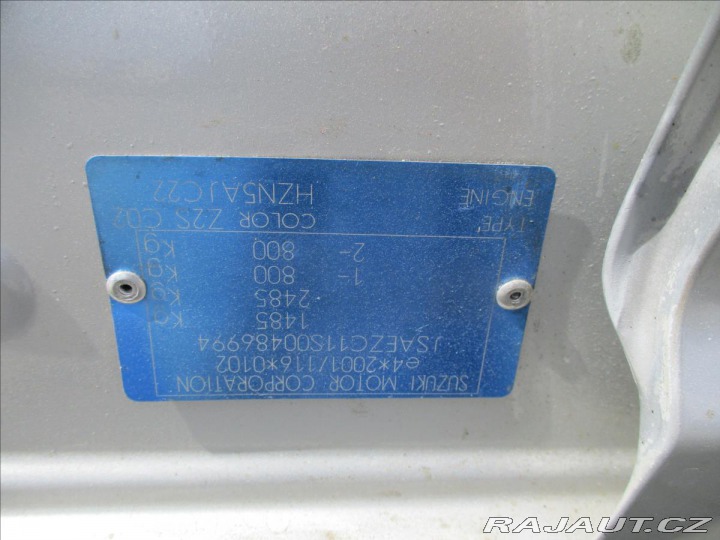 SUZUKI MOTOR CORPORATION
e4*2001/116*0102
JSAEZC11S00486994
1485 Kg
2485 Kg
1- 800 Kg
2- 800 Kg
TYPE COLOR Z2S C02
ENGINE HZN5AJC22
RAJAUT.CZ